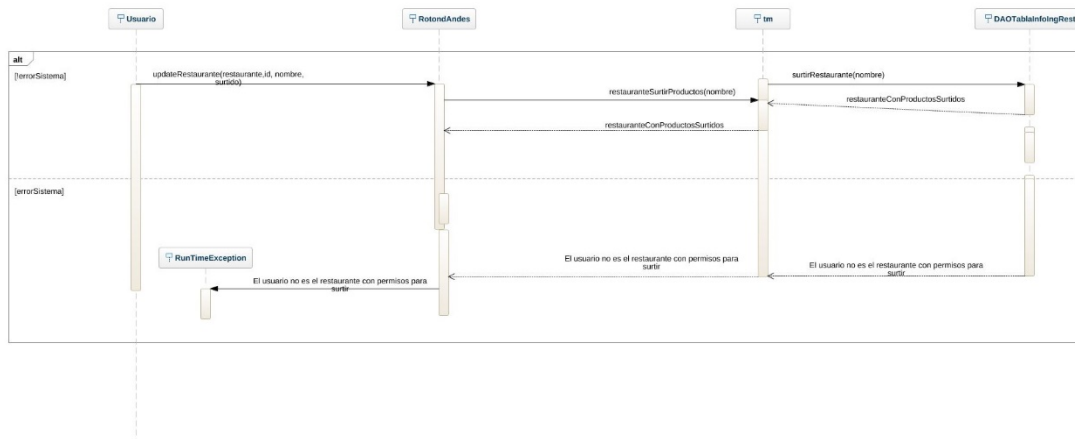 Usuario
RotondAndes
tm
DAOTablaInfoIngRest
alt
[!errorSistema]
updateRestaurante(restaurante,id, nombre,
surtido)
surtirRestaurante(nombre)
restauranteSurtirProductos(nombre)
restauranteConProductosSurtidos
restauranteConProductosSurtidos
[errorSistema]
RunTimeException
El usuario no es el restaurante con permisos para
surtir
El usuario no es el restaurante con permisos para
surtir
El usuario no es el restaurante con permisos para
surtir